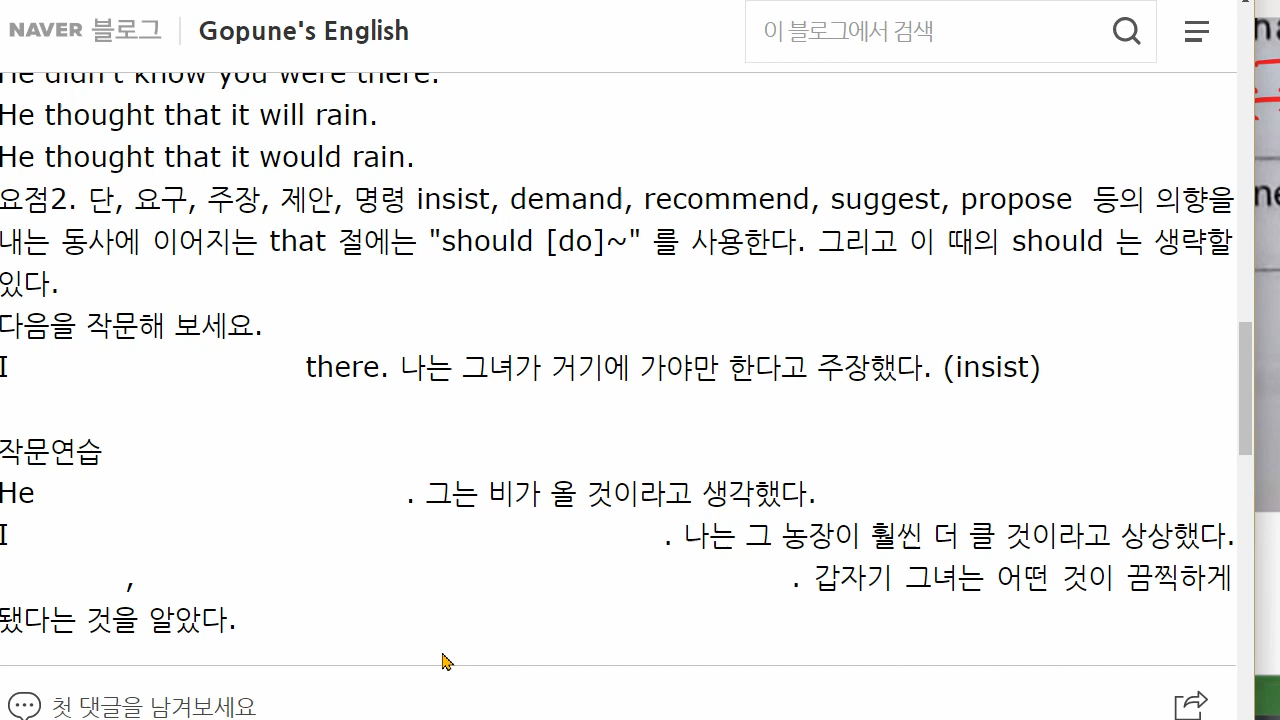 NAVER 블로그 Gopune's English 이 블로그에서 검색
He didn't know you were there.
He thought that it will rain.
He thought that it would rain.
요점2. 단, 요구, 주장, 제안, 명령 insist, demand, recommend, suggest, propose 등의 의향을
내는 동사에 이어지는 that 절에는 "should [do]~" 를 사용한다. 그리고 이 때의 should 는 생략할
있다.
다음을 작문해 보세요.
I there. 나는 그녀가 거기에 가야만 한다고 주장했다. (insist)
작문연습
He . 그는 비가 올 것이라고 생각했다.
I . 나는 그 농장이 훨씬 더 클 것이라고 상상했다.
, . 갑자기 그녀는 어떤 것이 끔찍하게
됐다는 것을 알았다.
첫 댓글을 남겨보세요